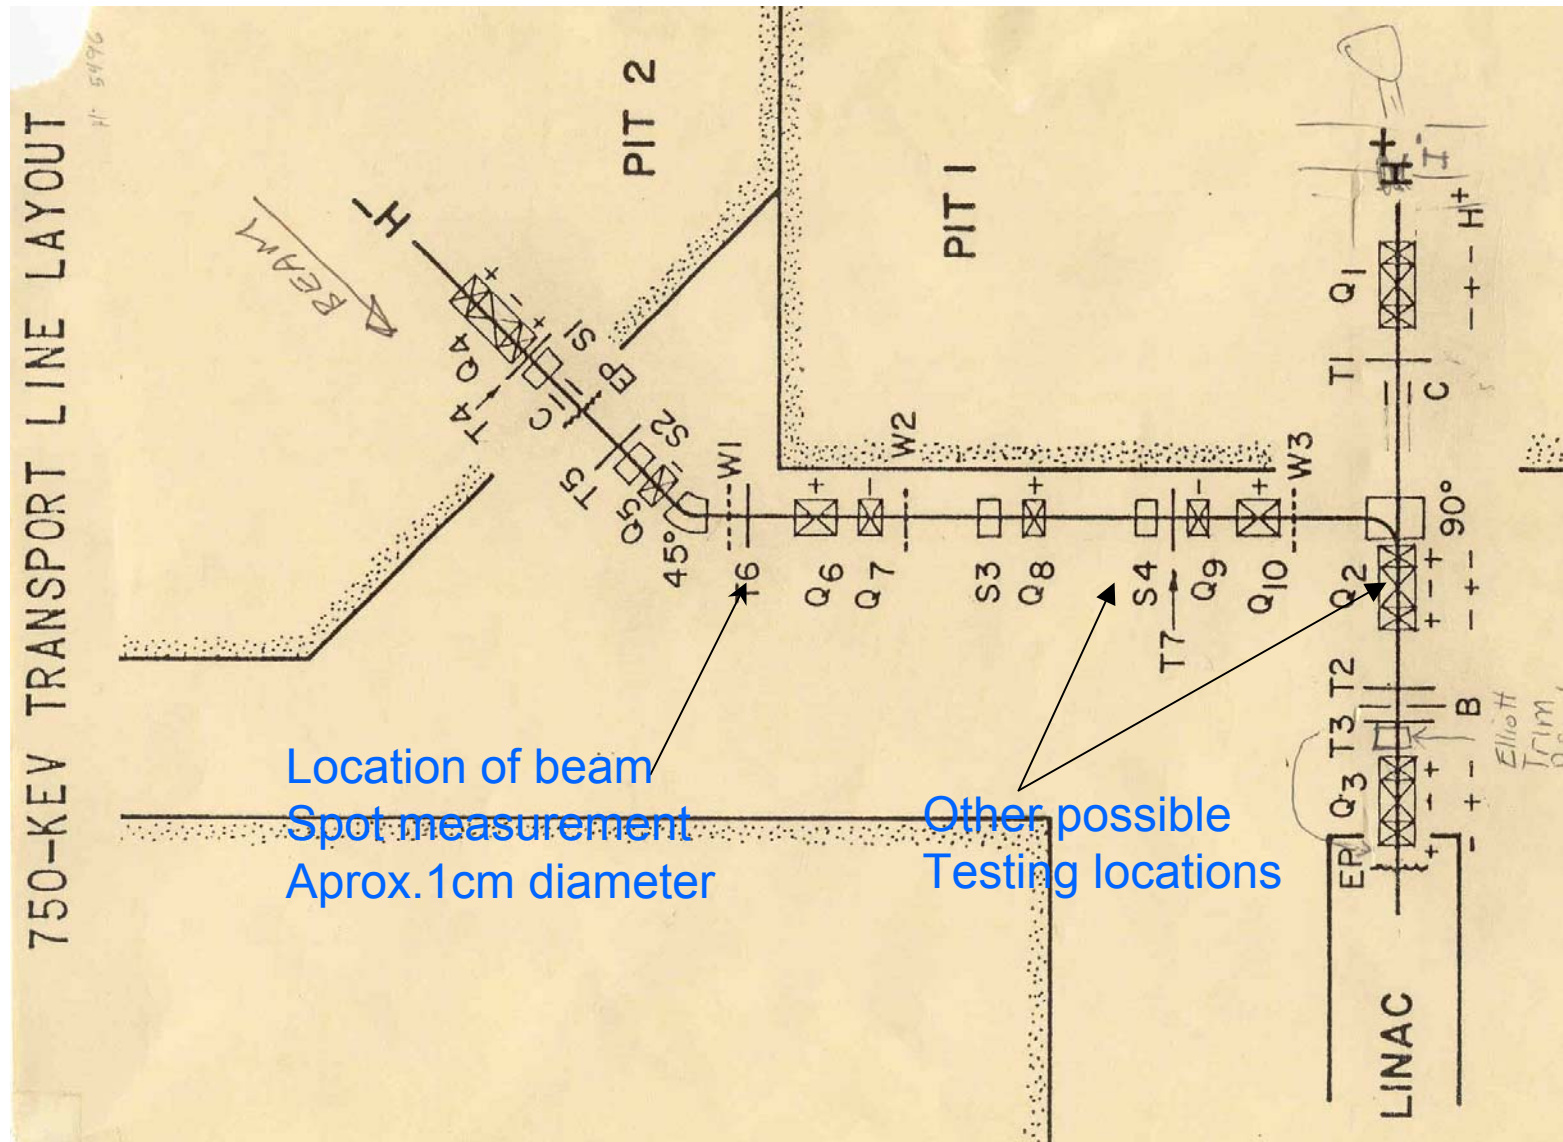 750-KEV TRANSPORT LINE LAYOUT
BEAM
H-
PIT 2
PIT 1
T4
Q4
+
-
+
S1
C
EP
T5
S2
Q5
-
45°
W1
T6
Q6
+
Q7
-
W2
S3
Q8
+
S4
T7
Q9
-
Q10
+
W3
H+
I-
H+
Q1
- + -
T1
C
90°
Q2
+ - +
- + -
T2
T3
B
Elliott
Trim
Q3
+ - +
- + -
EP
LINAC
Location of beam
Spot measurement
Aprox.1cm diameter
Other possible
Testing locations